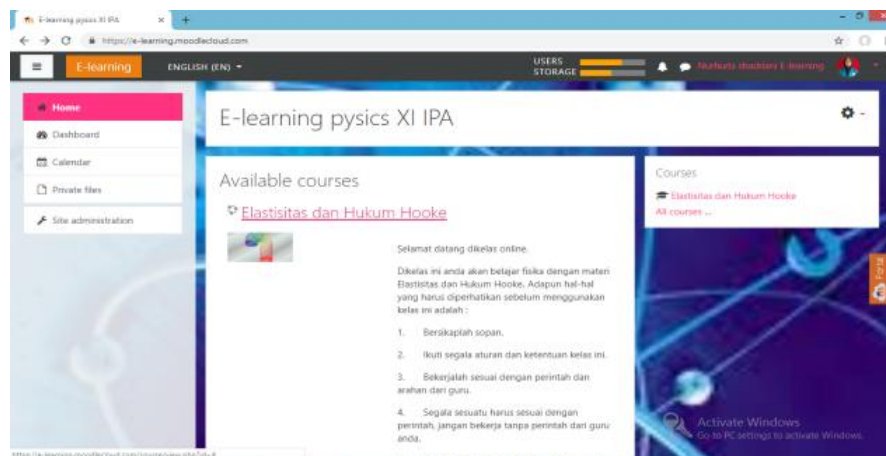 E-learning pysics XI IPA
https://e-learning.moodlecloud.com
E-learning
ENGLISH (EN)
USERS
STORAGE
Home
Dashboard
Calendar
Private files
Site administration
E-learning pysics XI IPA
Available courses
Elastisitas dan Hukum Hooke
Selamat datang dikelas online.
Dikelas ini anda akan belajar fisika dengan materi
Elastisitas dan Hukum Hooke. Adapun hal-hal
yang harus diperhatikan sebelum menggunakan
kelas ini adalah :
1. Bersikaplah sopan.
2. Ikuti segala aturan dan ketentuan kelas ini.
3. Bekerjalah sesuai dengan perintah dan
arahan dari guru.
4. Segala sesuatu harus sesuai dengan
perintah, jangan bekerja tanpa perintah dari guru
anda.
Courses
Elastisitas dan Hukum Hooke
All courses ...
Activate Windows
Go to PC settings to activate Windows.